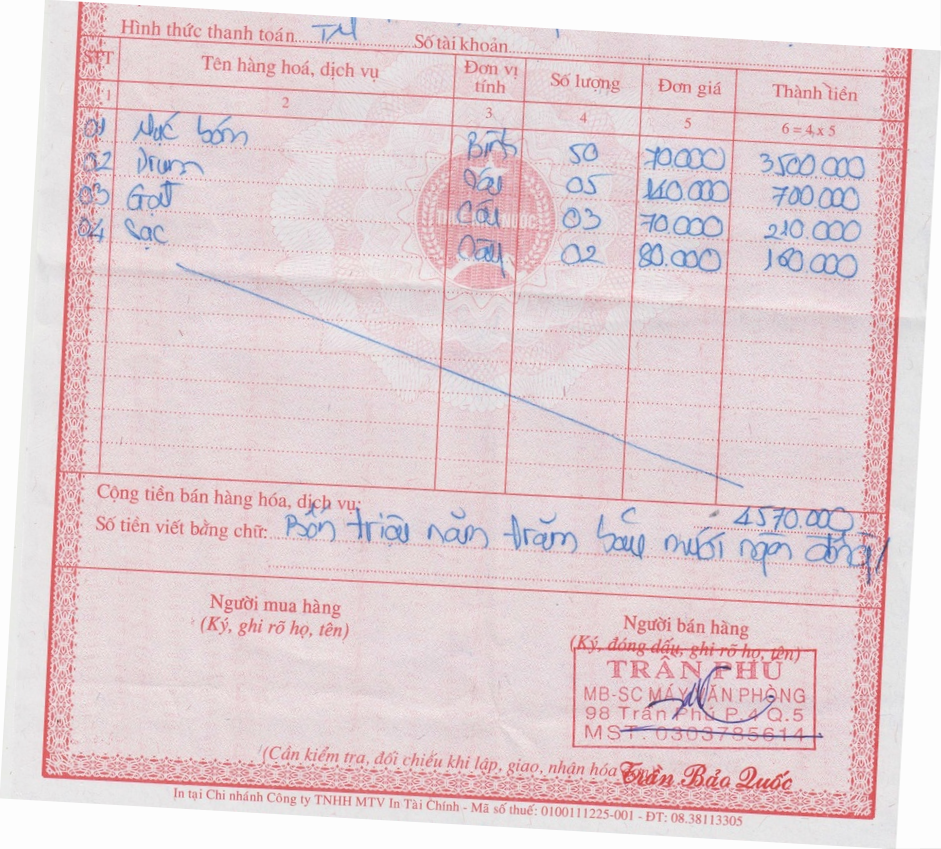 Hình thức thanh toán TM Số tài khoản
STT Tên hàng hoá, dịch vụ Đơn vị tính Số lượng Đơn giá Thành tiền
1 2 3 4 5 6 = 4 x 5
01 Mực bơm Bình 50 70.000 3500.000
02 Drum Cây 05 140.000 700.000
03 Gạt Cây 03 70.000 210.000
04 Sạc Cây 02 80.000 160.000
Cộng tiền bán hàng hóa, dịch vụ: 4570.000
Số tiền viết bằng chữ: Bốn triệu năm trăm bảy mươi ngàn đồng/
Người mua hàng
(Ký, ghi rõ họ, tên)
Người bán hàng
(Ký, đóng dấu, ghi rõ họ, tên)
TRẦN PHÚ
MB-SC MÁY VĂN PHÒNG
98 Trần Phú P.4 Q.5
MST: 0303785614
(Cần kiểm tra, đối chiếu khi lập, giao, nhận hóa
Trần Bảo Quốc
In tại Chi nhánh Công ty TNHH MTV In Tài Chính - Mã số thuế: 0100111225-001 - ĐT: 08.38113305